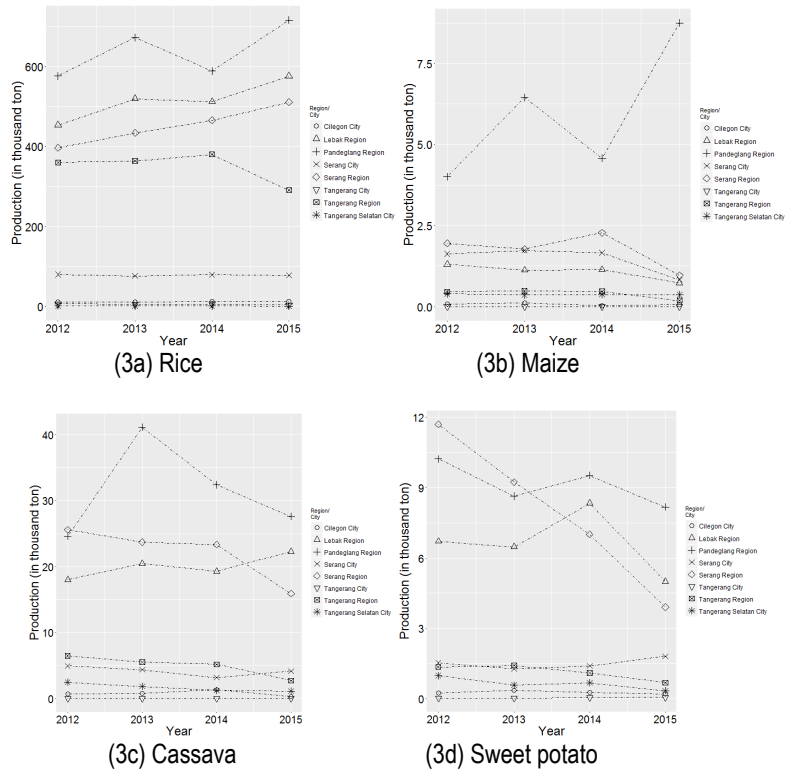 Production (in thousand ton)
600
400
200
0
2012 2013 2014 2015
Year
Region/
City
Cilegon City
Lebak Region
Pandeglang Region
Serang City
Serang Region
Tangerang City
Tangerang Region
Tangerang Selatan City
(3a) Rice
Production (in thousand ton)
7.5
5.0
2.5
0.0
2012 2013 2014 2015
Year
Region/
City
Cilegon City
Lebak Region
Pandeglang Region
Serang City
Serang Region
Tangerang City
Tangerang Region
Tangerang Selatan City
(3b) Maize
Production (in thousand ton)
40
30
20
10
0
2012 2013 2014 2015
Year
Region/
City
Cilegon City
Lebak Region
Pandeglang Region
Serang City
Serang Region
Tangerang City
Tangerang Region
Tangerang Selatan City
(3c) Cassava
Production (in thousand ton)
12
9
6
3
0
2012 2013 2014 2015
Year
Region/
City
Cilegon City
Lebak Region
Pandeglang Region
Serang City
Serang Region
Tangerang City
Tangerang Region
Tangerang Selatan City
(3d) Sweet potato